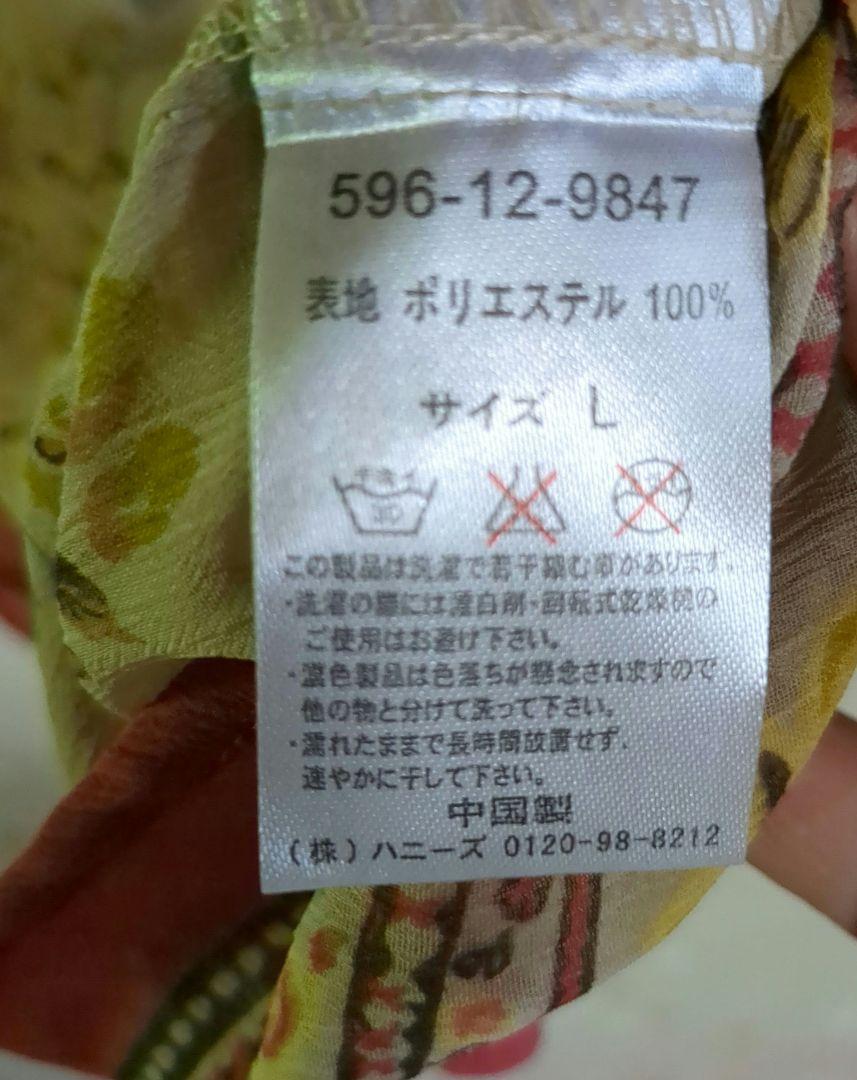 596-12-9847
表地 ポリエステル 100%
サイズ L
この製品は洗濯で若干縮む事があります。
・洗濯の際には漂白剤・回転式乾燥機の
ご使用はお避け下さい。
・濃色製品は色落ちが懸念されますので
他の物と分けて洗って下さい。
・濡れたままで長時間放置せず、
速やかに干して下さい。
中国製
(株)ハニーズ 0120-98-8212